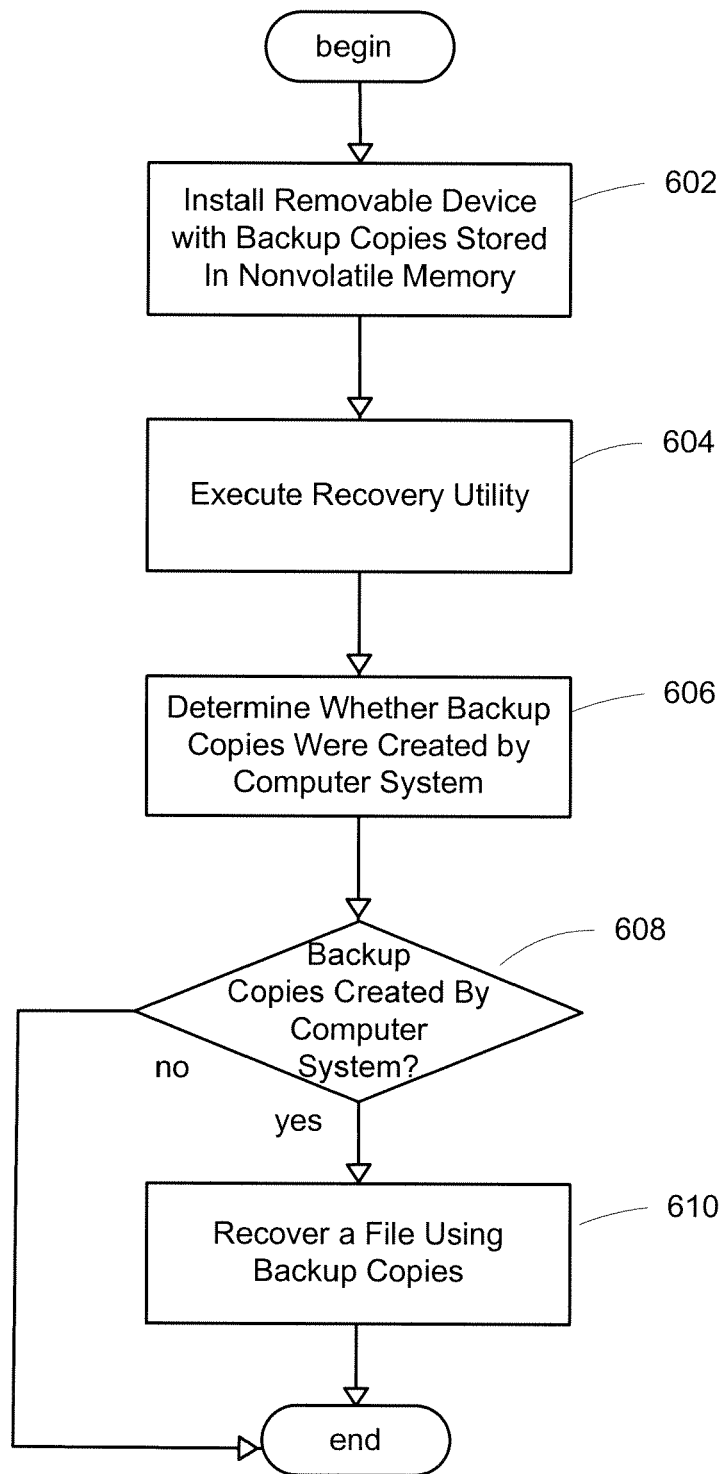 begin
602
Install Removable Device
with Backup Copies Stored
In Nonvolatile Memory
604
Execute Recovery Utility
606
Determine Whether Backup
Copies Were Created by
Computer System
608
Backup
Copies Created By
Computer
System?
no
yes
610
Recover a File Using
Backup Copies
end